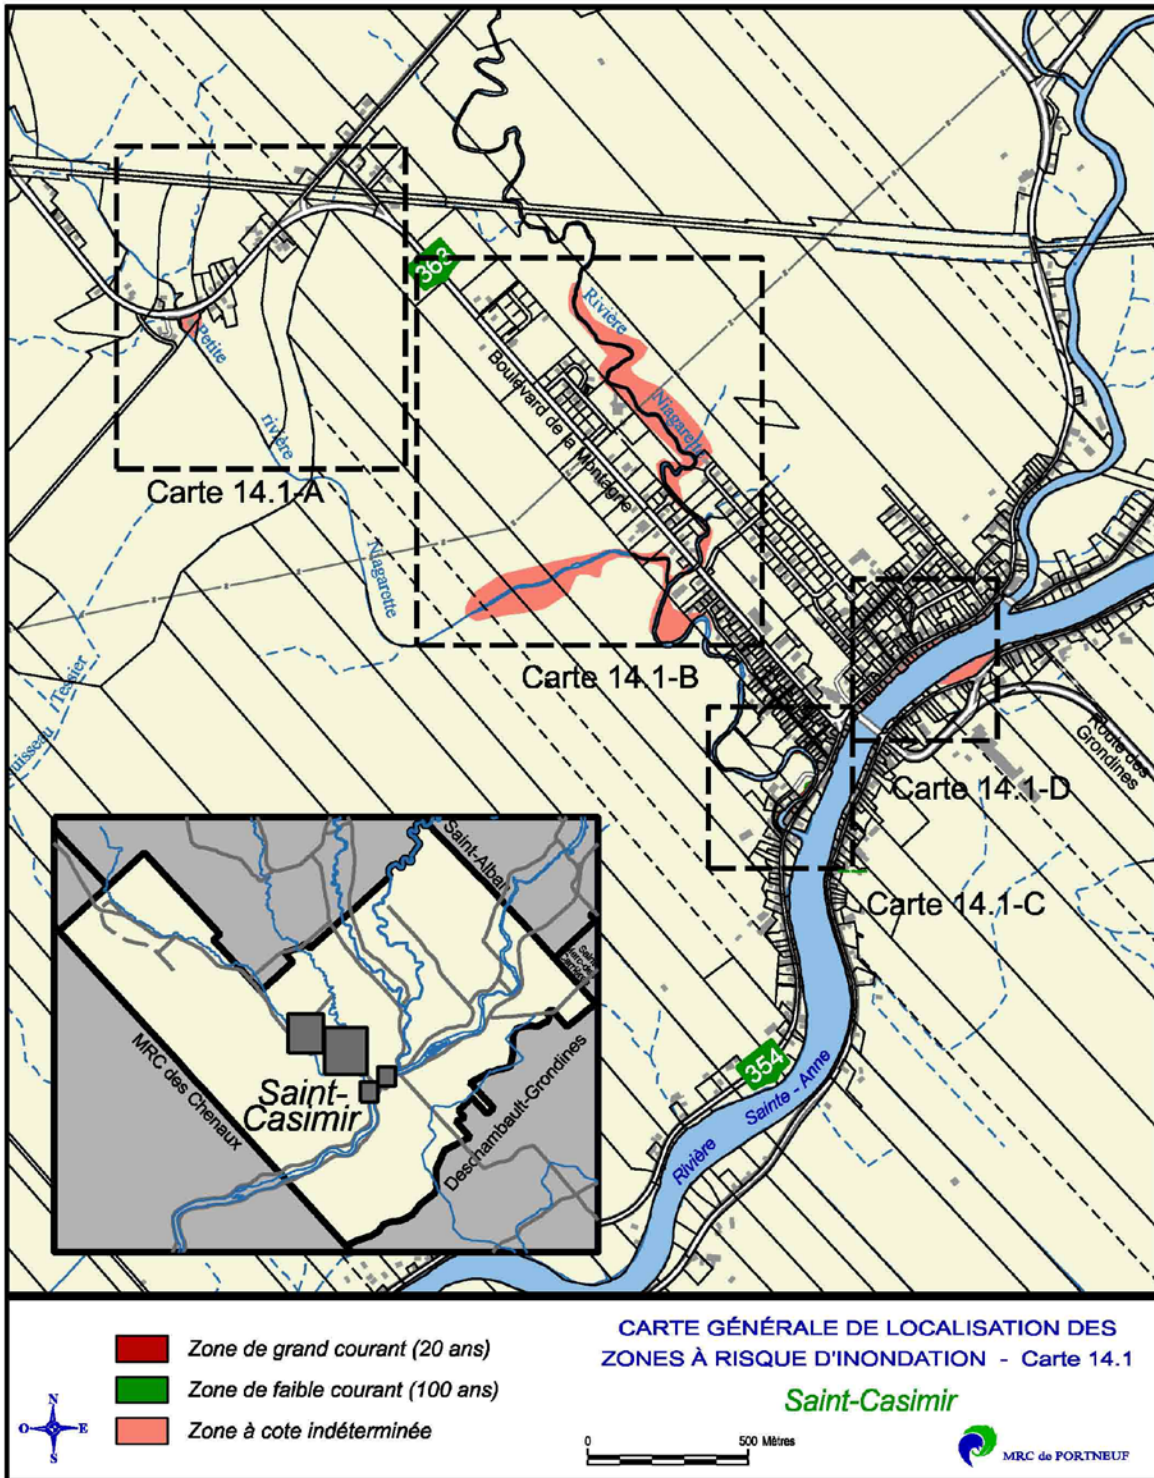 363
Rivière
Niagarette
Boulevard de la Montagne
Petite
rivière
Niagarette
Carte 14.1-A
Carte 14.1-B
Carte 14.1-D
Carte 14.1-C
Route des
Grondines
Tessier
354
Rivière
Sainte - Anne
Saint-Alban
MRC des Chenaux
Saint-
Casimir
Deschambault-Grondines
Zone de grand courant (20 ans)
Zone de faible courant (100 ans)
Zone à cote indéterminée
N
O
E
S
CARTE GÉNÉRALE DE LOCALISATION DES
ZONES À RISQUE D'INONDATION - Carte 14.1
Saint-Casimir
0
500 Mètres
MRC de PORTNEUF